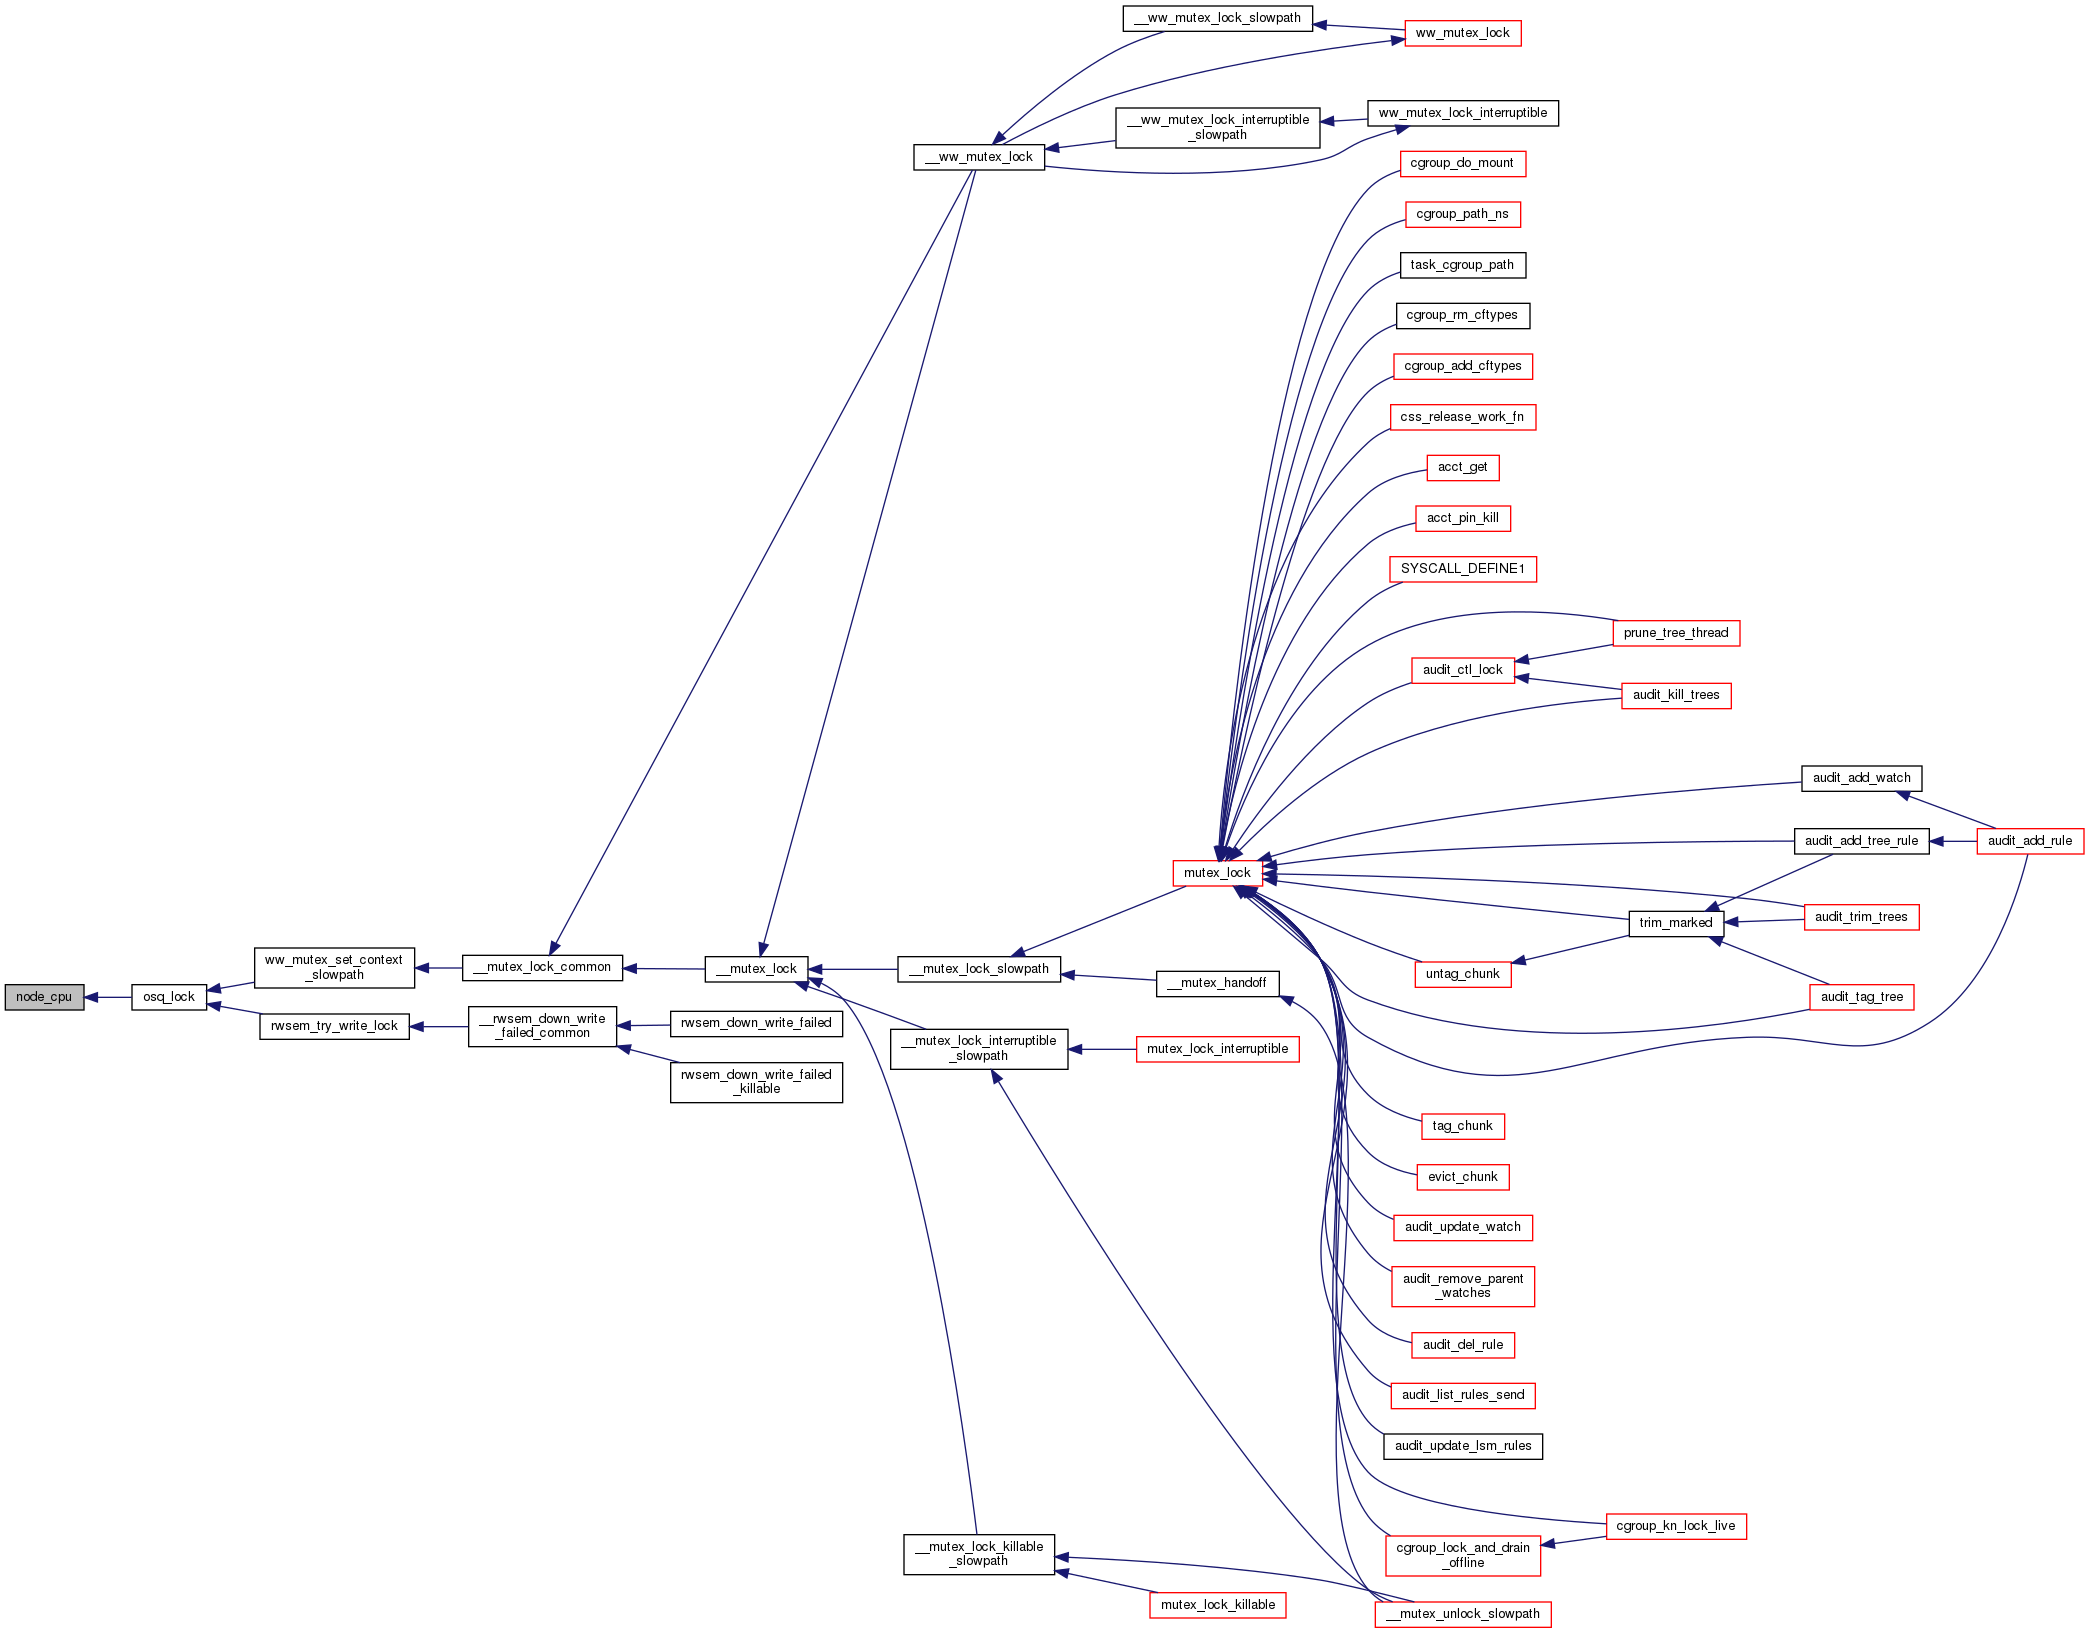 __ww_mutex_lock_slowpath
ww_mutex_lock
__ww_mutex_lock_interruptible
_slowpath
ww_mutex_lock_interruptible
__ww_mutex_lock
cgroup_do_mount
cgroup_path_ns
task_cgroup_path
cgroup_rm_cftypes
cgroup_add_cftypes
css_release_work_fn
acct_get
acct_pin_kill
SYSCALL_DEFINE1
prune_tree_thread
audit_ctl_lock
audit_kill_trees
audit_add_watch
audit_add_tree_rule
audit_add_rule
mutex_lock
trim_marked
audit_trim_trees
untag_chunk
audit_tag_tree
node_cpu
osq_lock
ww_mutex_set_context
_slowpath
__mutex_lock_common
__mutex_lock
__mutex_lock_slowpath
__mutex_handoff
rwsem_try_write_lock
__rwsem_down_write
_failed_common
rwsem_down_write_failed
rwsem_down_write_failed
_killable
__mutex_lock_interruptible
_slowpath
mutex_lock_interruptible
tag_chunk
evict_chunk
audit_update_watch
audit_remove_parent
_watches
audit_del_rule
audit_list_rules_send
audit_update_lsm_rules
cgroup_kn_lock_live
cgroup_lock_and_drain
_offline
__mutex_lock_killable
_slowpath
mutex_lock_killable
__mutex_unlock_slowpath